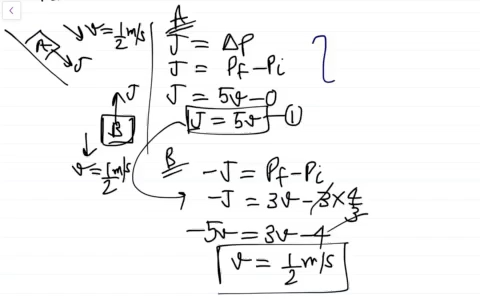 A
v = 1/2 m/s
J
J
B
v = 1/2 m/s
A
J = Δp
J = Pf - Pi
J = 5v - 0
J = 5v - ①
B
-J = Pf - Pi
-J = 3v - 3 × 4/3
-5v = 3v - 4
v = 1/2 m/s